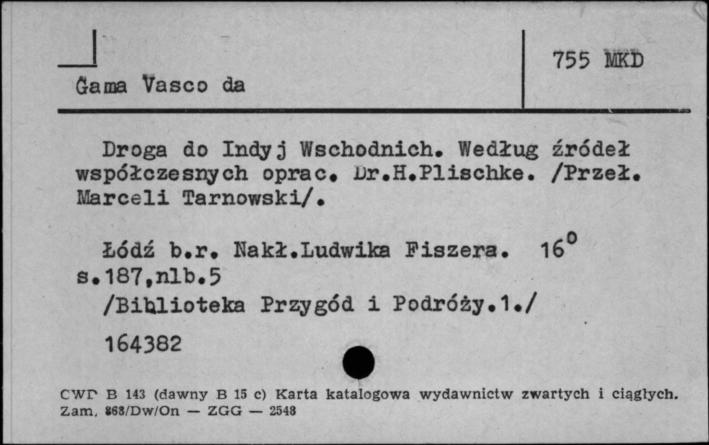 755 MKD
Gama Vasco da
Droga do Indyj Wschodnich. Według źródeł
współczesnych oprac. Dr.H.Plischke. /Przeł.
Marceli Tarnowski/.
Łódź b.r. Nakł.Ludwika Fiszera. 16°
s.187,nlb.5
/Biblioteka Przygód i Podróży.1./
164382
CWD B 143 (dawny B 15 c) Karta katalogowa wydawnictw zwartych i ciągłych.
Zam. 868/Dw/On — ZGG — 2548